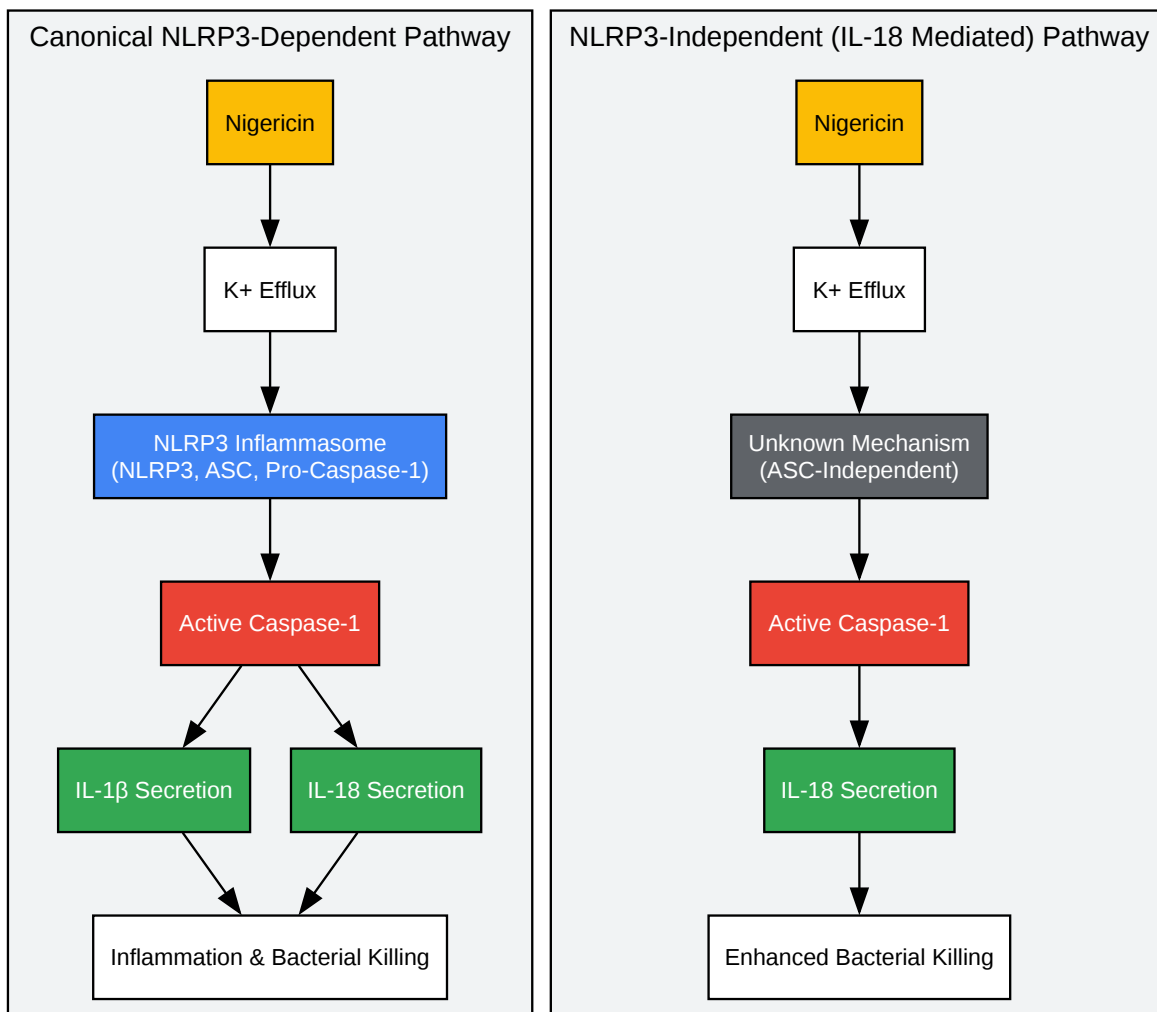 Canonical NLRP3-Dependent Pathway
Nigericin
K+ Efflux
NLRP3 Inflammasome
(NLRP3, ASC, Pro-Caspase-1)
Active Caspase-1
IL-1β Secretion
IL-18 Secretion
Inflammation & Bacterial Killing
NLRP3-Independent (IL-18 Mediated) Pathway
Nigericin
K+ Efflux
Unknown Mechanism
(ASC-Independent)
Active Caspase-1
IL-18 Secretion
Enhanced Bacterial Killing